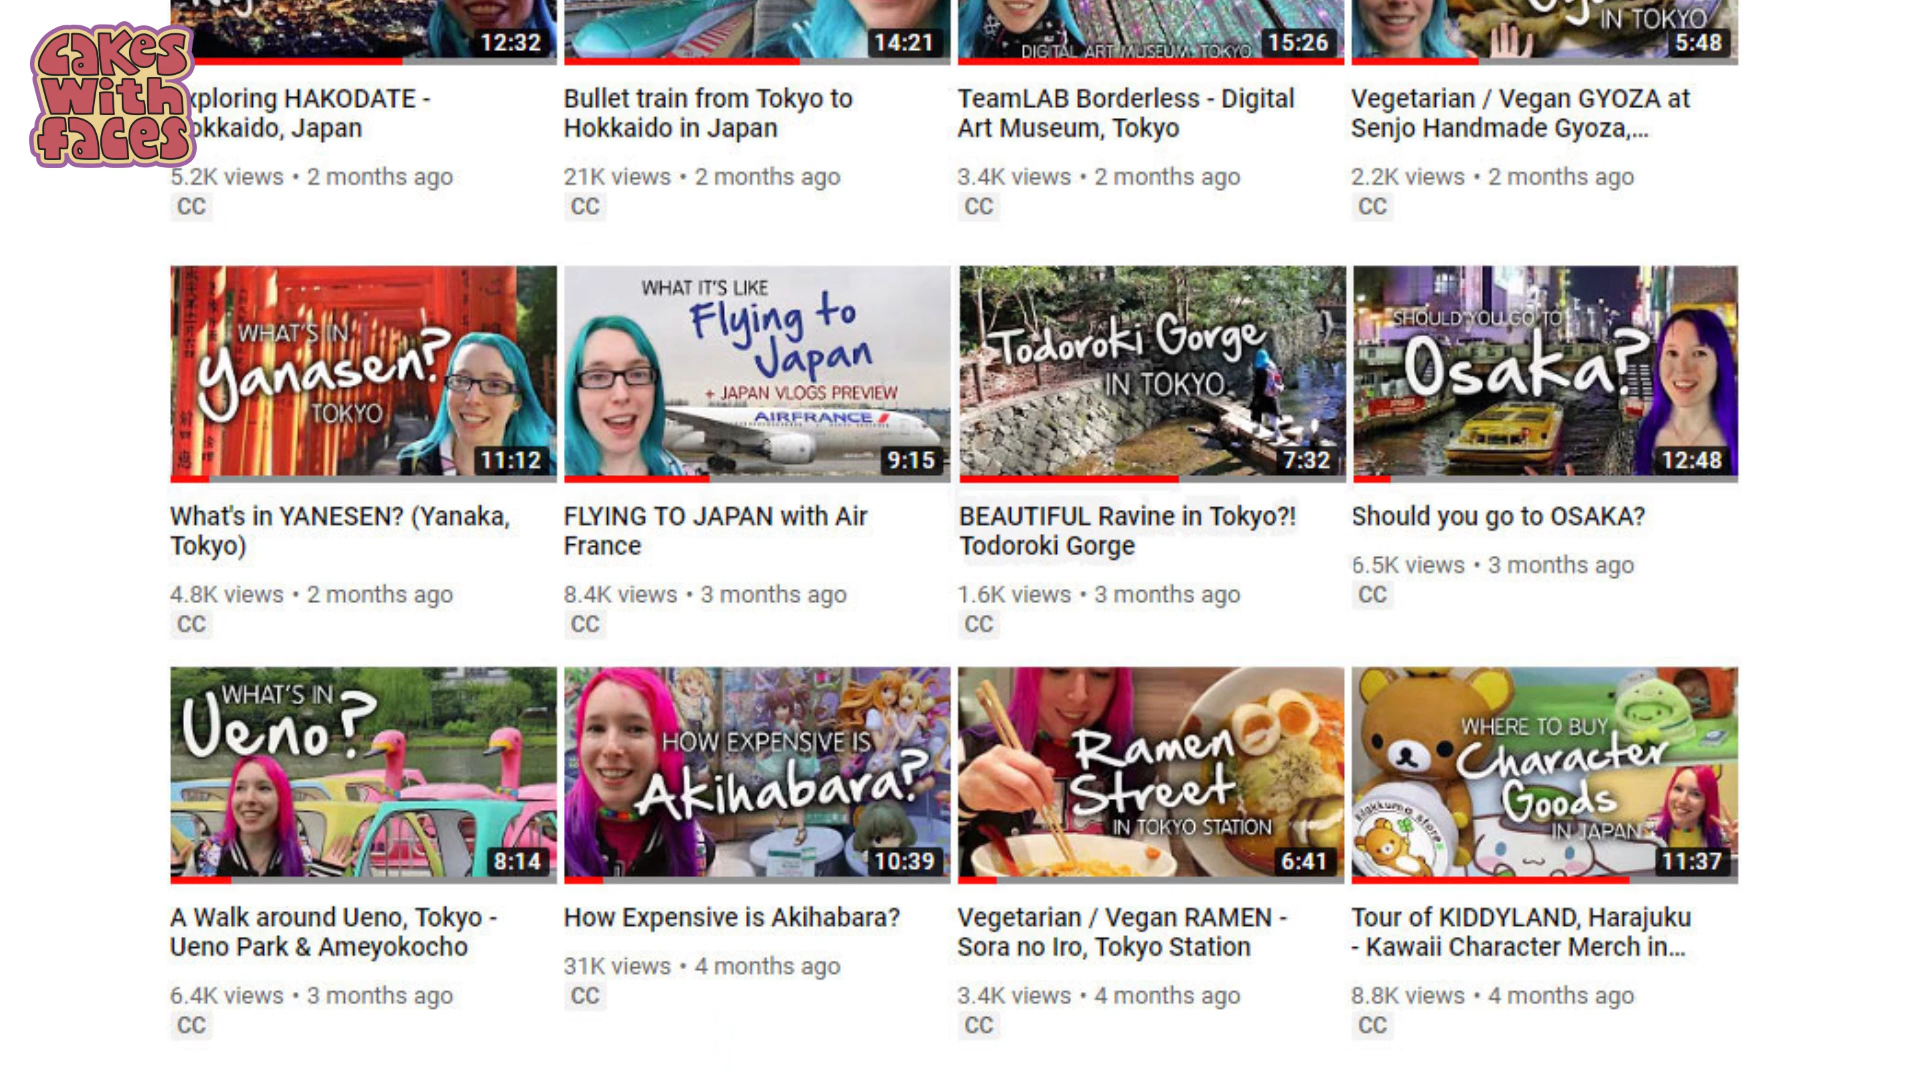 Cakes
With
faces
12:32
14:21
DIGITAL ART MUSEUM, TOKYO
15:26
IN TOKYO
5:48
xploring HAKODATE -
okkaido, Japan
5.2K views • 2 months ago
CC
Bullet train from Tokyo to
Hokkaido in Japan
21K views • 2 months ago
CC
TeamLAB Borderless - Digital
Art Museum, Tokyo
3.4K views • 2 months ago
CC
Vegetarian / Vegan GYOZA at
Senjo Handmade Gyoza,...
2.2K views • 2 months ago
CC
WHAT'S IN
Yanasen?
TOKYO
11:12
WHAT IT'S LIKE
Flying to
Japan
+ JAPAN VLOGS PREVIEW
AIRFRANCE
9:15
Todoroki Gorge
IN TOKYO
7:32
SHOULD YOU GO TO
Osaka?
12:48
What's in YANESEN? (Yanaka,
Tokyo)
4.8K views • 2 months ago
CC
FLYING TO JAPAN with Air
France
8.4K views • 3 months ago
CC
BEAUTIFUL Ravine in Tokyo?!
Todoroki Gorge
1.6K views • 3 months ago
CC
Should you go to OSAKA?
6.5K views • 3 months ago
CC
WHAT'S IN
Ueno?
8:14
HOW EXPENSIVE IS
Akihabara?
10:39
Ramen
Street
IN TOKYO STATION
6:41
WHERE TO BUY
Character
Goods
IN JAPAN
Rilakkuma store
11:37
A Walk around Ueno, Tokyo -
Ueno Park & Ameyokocho
6.4K views • 3 months ago
CC
How Expensive is Akihabara?
31K views • 4 months ago
CC
Vegetarian / Vegan RAMEN -
Sora no Iro, Tokyo Station
3.4K views • 4 months ago
CC
Tour of KIDDYLAND, Harajuku
- Kawaii Character Merch in...
8.8K views • 4 months ago
CC